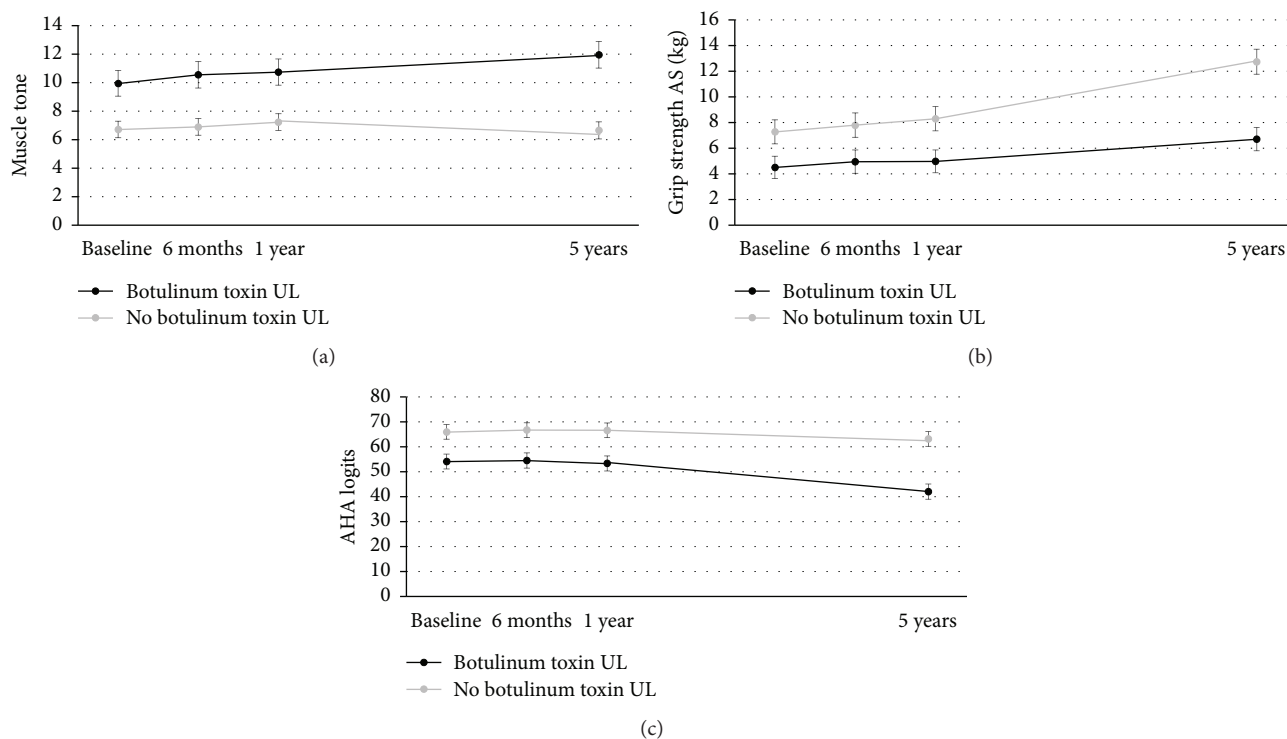 Muscle tone
14
12
10
8
6
4
2
0
Baseline 6 months 1 year 5 years
Botulinum toxin UL
No botulinum toxin UL
(a)
Grip strength AS (kg)
16
14
12
10
8
6
4
2
0
Baseline 6 months 1 year 5 years
Botulinum toxin UL
No botulinum toxin UL
(b)
AHA logits
80
70
60
50
40
30
20
10
0
Baseline 6 months 1 year 5 years
Botulinum toxin UL
No botulinum toxin UL
(c)